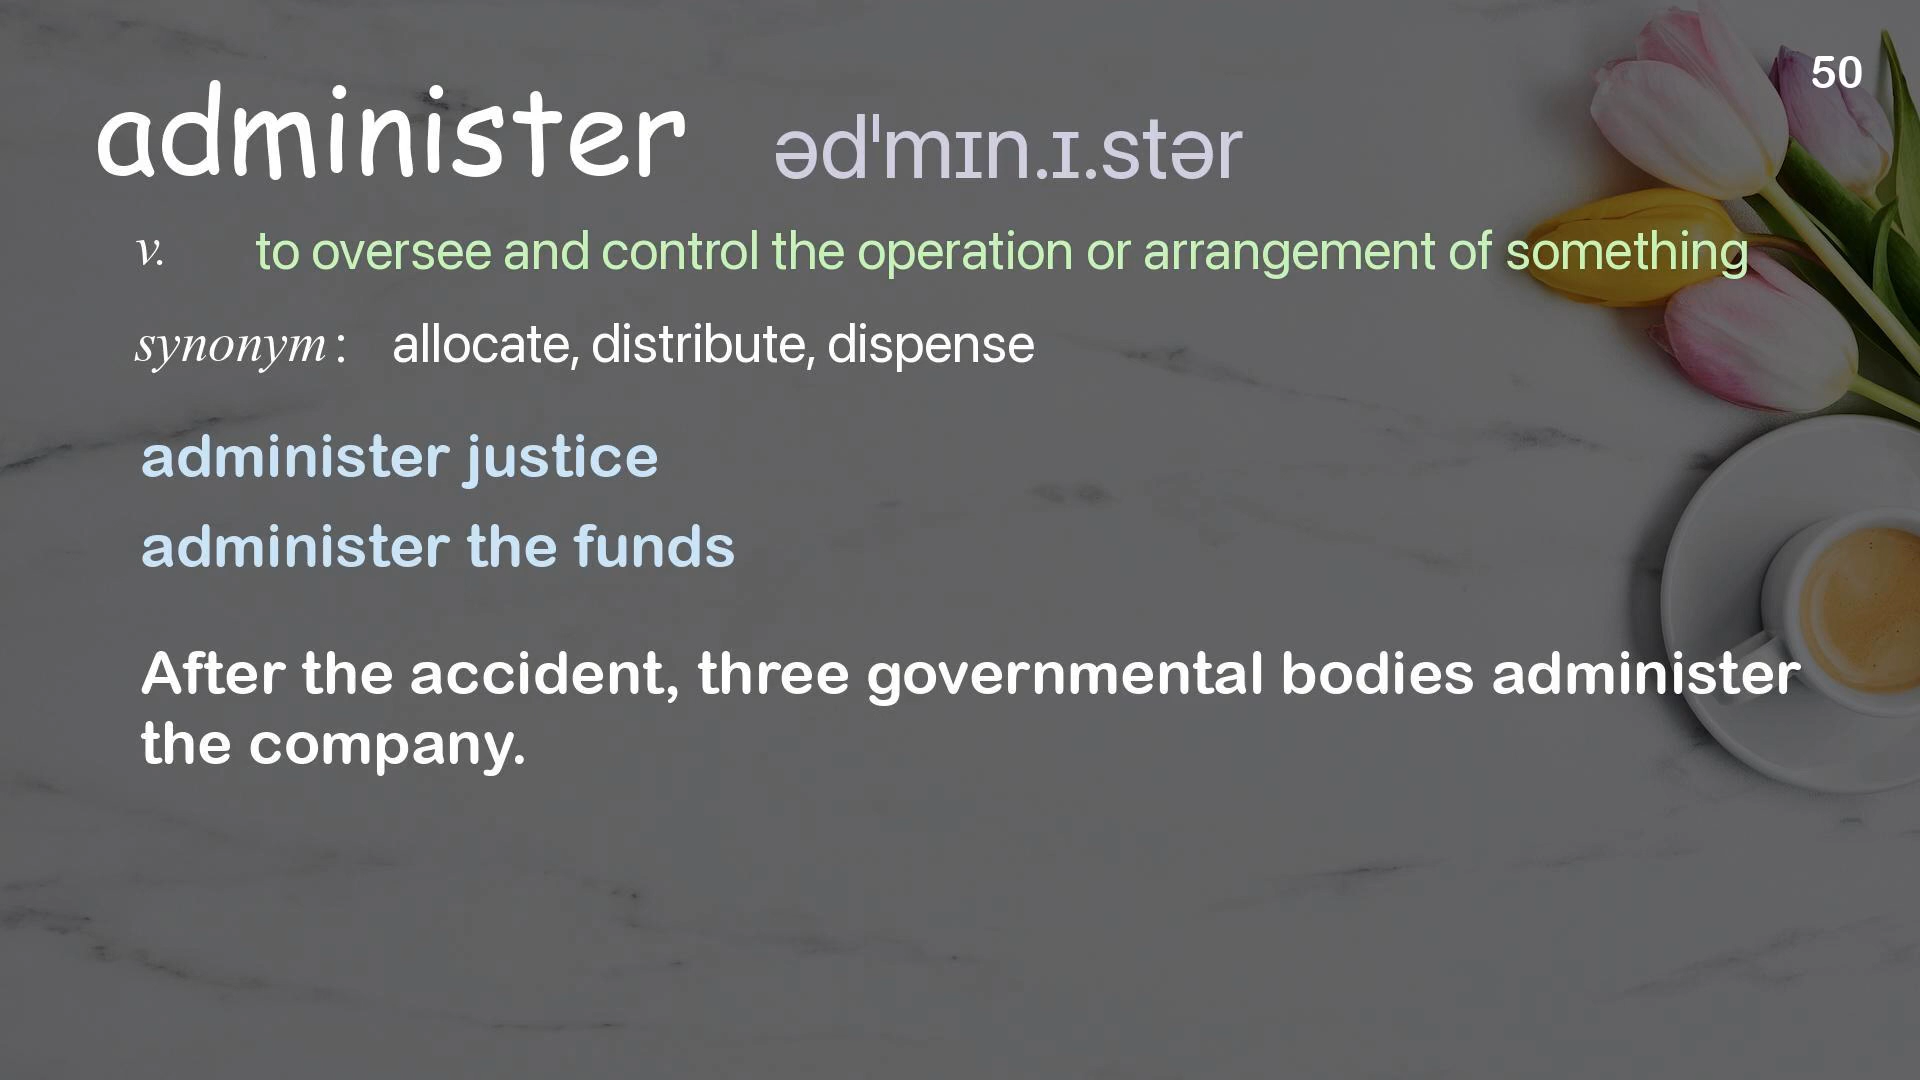 50
administer ədˈmɪn.ɪ.stər
v. to oversee and control the operation or arrangement of something
synonym : allocate, distribute, dispense
administer justice
administer the funds
After the accident, three governmental bodies administer
the company.